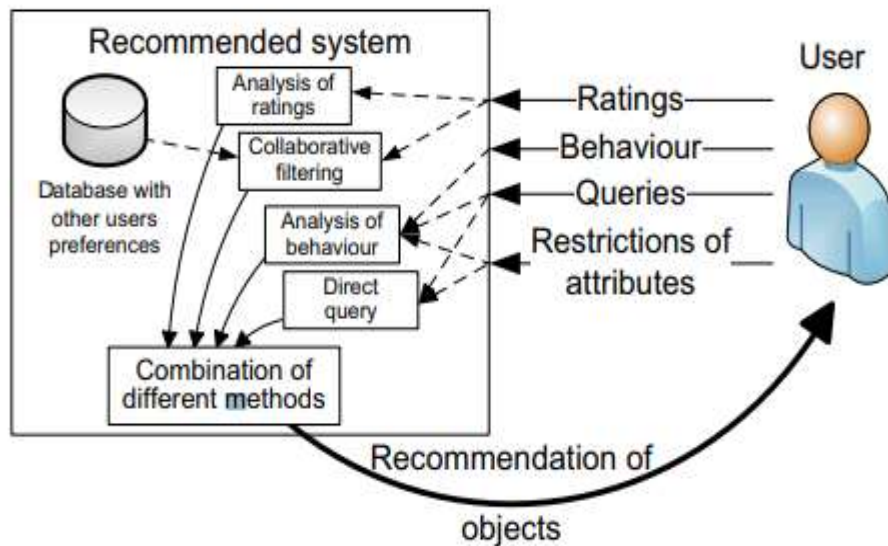 Recommended system
User
Analysis of
ratings
Ratings
Collaborative
filtering
Behaviour
Database with
other users
preferences
Queries
Analysis of
behaviour
Restrictions of
attributes
Direct
query
Combination of
different methods
Recommendation of
objects